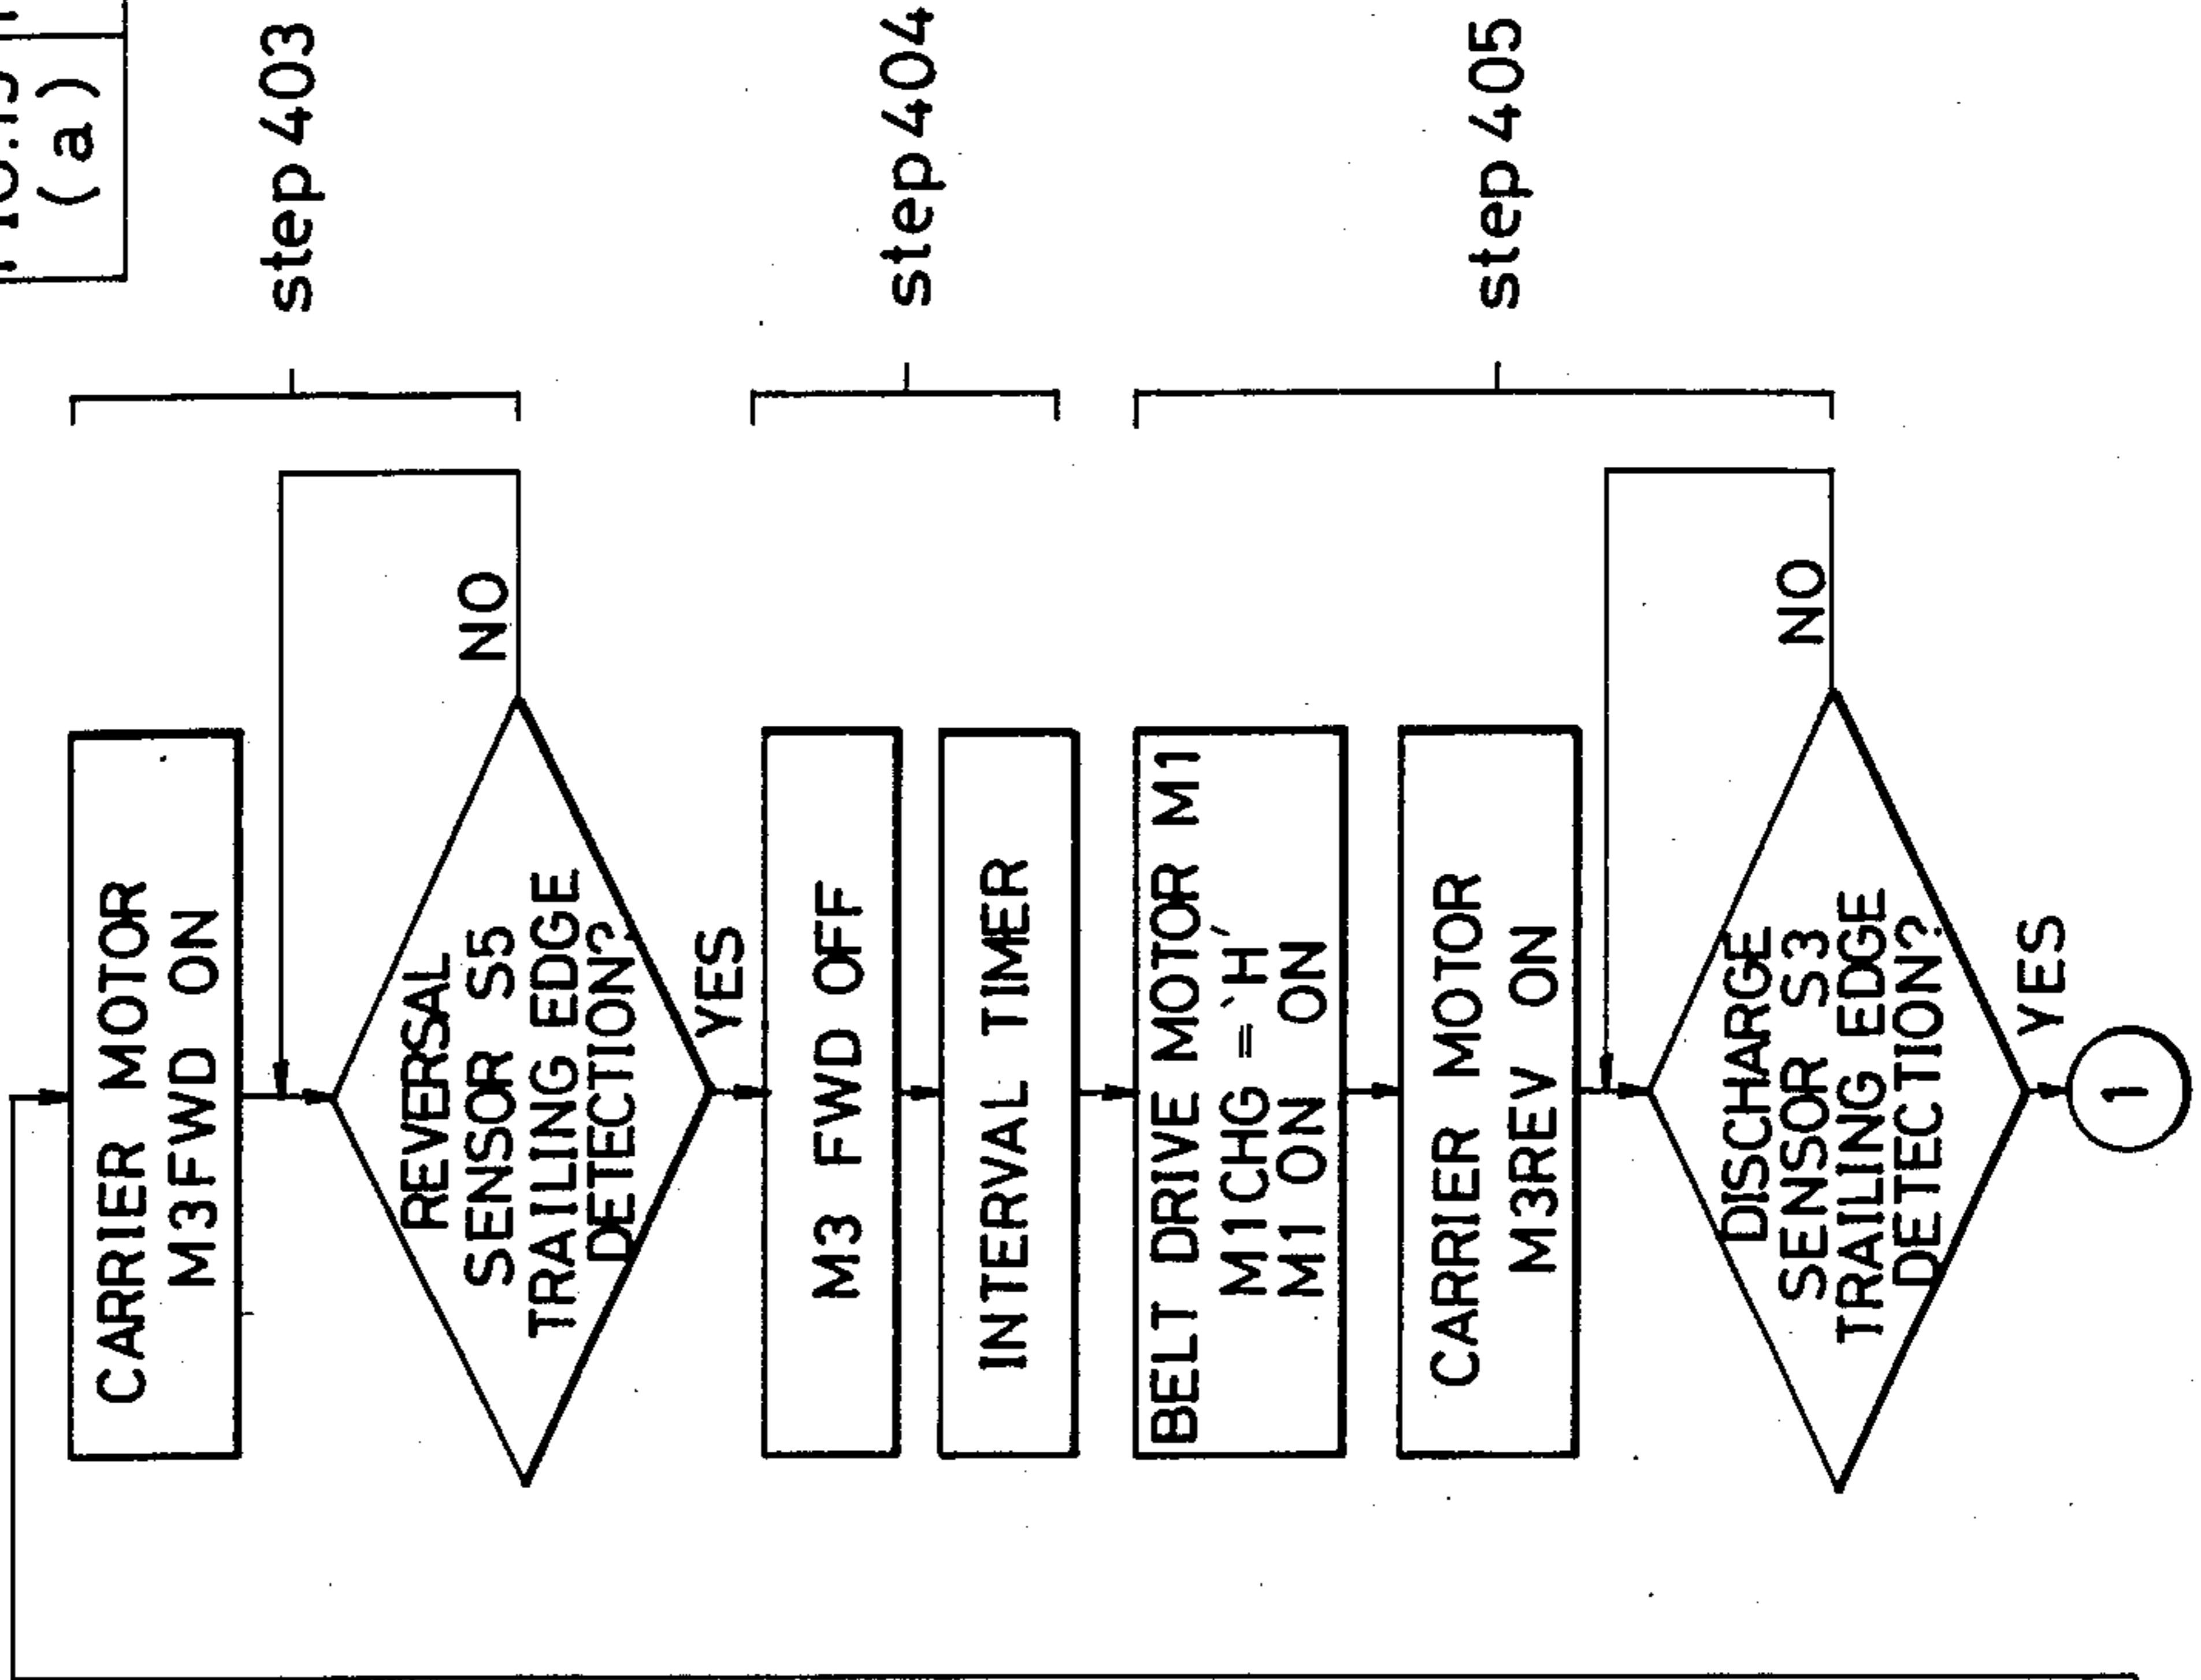 (a)
CARRIER MOTOR
M3FWD ON
step 403
REVERSAL
SENSOR S5
TRAILING EDGE
DETECTION?
NO
YES
M3 FWD OFF
step 404
INTERVAL TIMER
BELT DRIVE MOTOR M1
M1CHG = `H´
M1 ON ON
step 405
CARRIER MOTOR
M3REV ON
DISCHARGE
SENSOR S3
TRAILING EDGE
DETECTION?
NO
YES
1